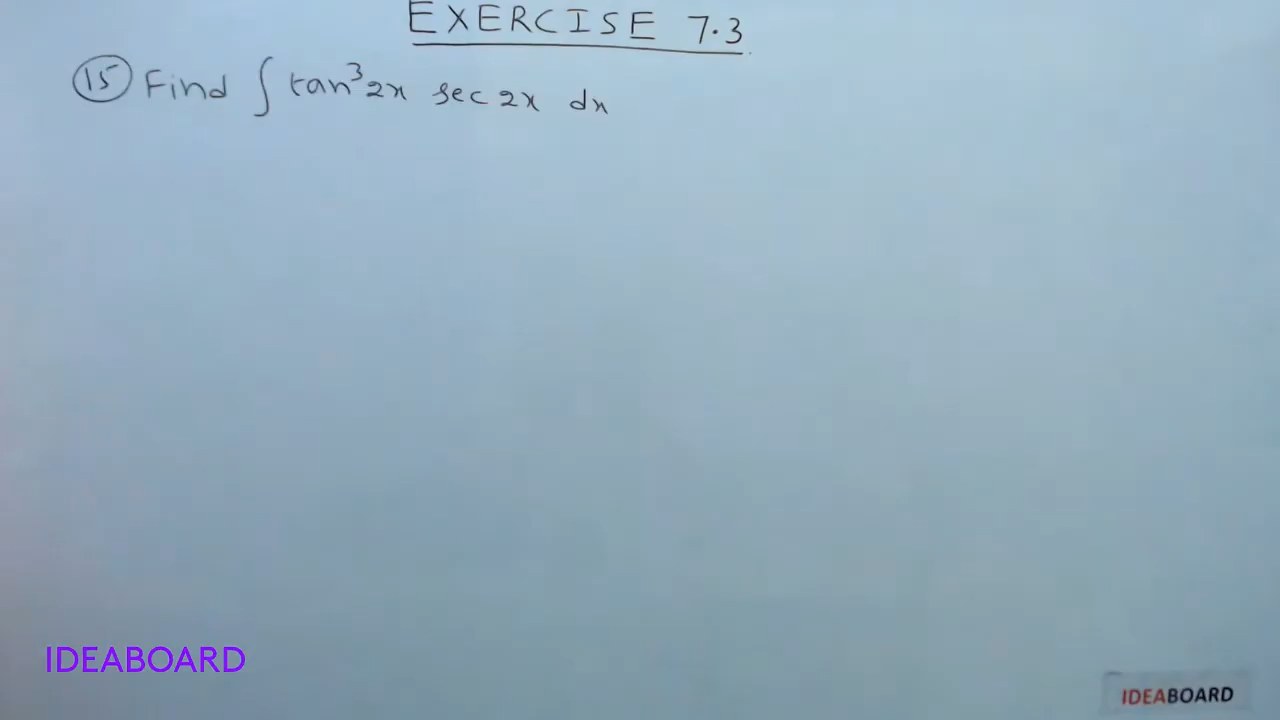 EXERCISE 7.3
15 Find ∫ tan³2x sec 2x dx
IDEABOARD
IDEABOARD